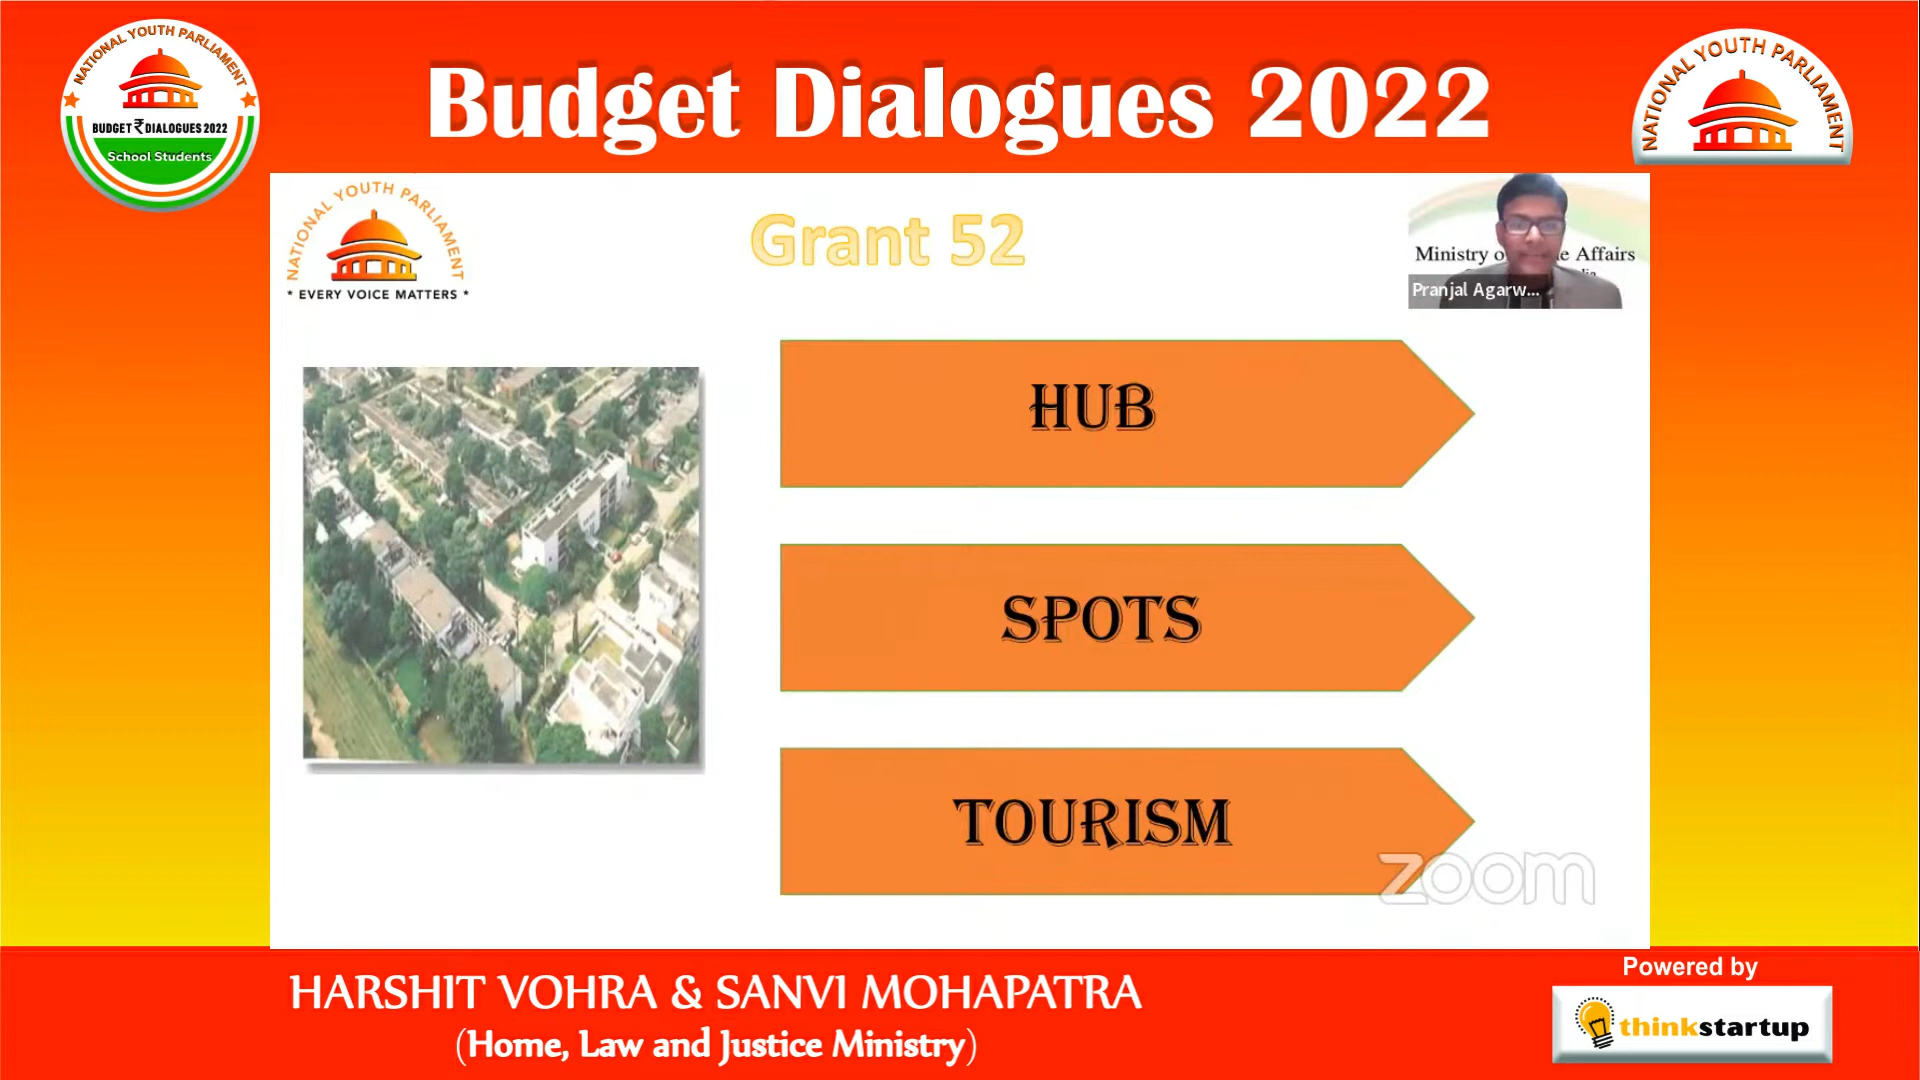 NATIONAL YOUTH PARLIAMENT
BUDGET ₹ DIALOGUES 2022
School Students
Budget Dialogues 2022
NATIONAL YOUTH PARLIAMENT
NATIONAL YOUTH PARLIAMENT
* EVERY VOICE MATTERS *
Grant 52
Ministry o
e Affairs
Pranjal Agarw...
HUB
SPOTS
TOURISM
zoom
HARSHIT VOHRA & SANVI MOHAPATRA
(Home, Law and Justice Ministry)
Powered by
thinkstartup